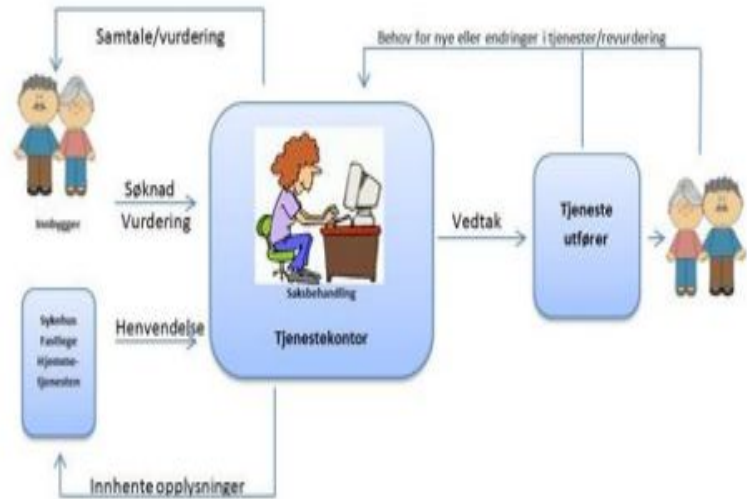 Samtale/vurdering
Behov for nye eller endringer i tjenester/revurdering
Innbygger
Søknad
Vurdering
Saksbehandling
Tjenestekontor
Vedtak
Tjeneste
utfører
Sykehus
Fastlege
Hjemme-
tjenesten
Henvendelse
Innhente opplysninger